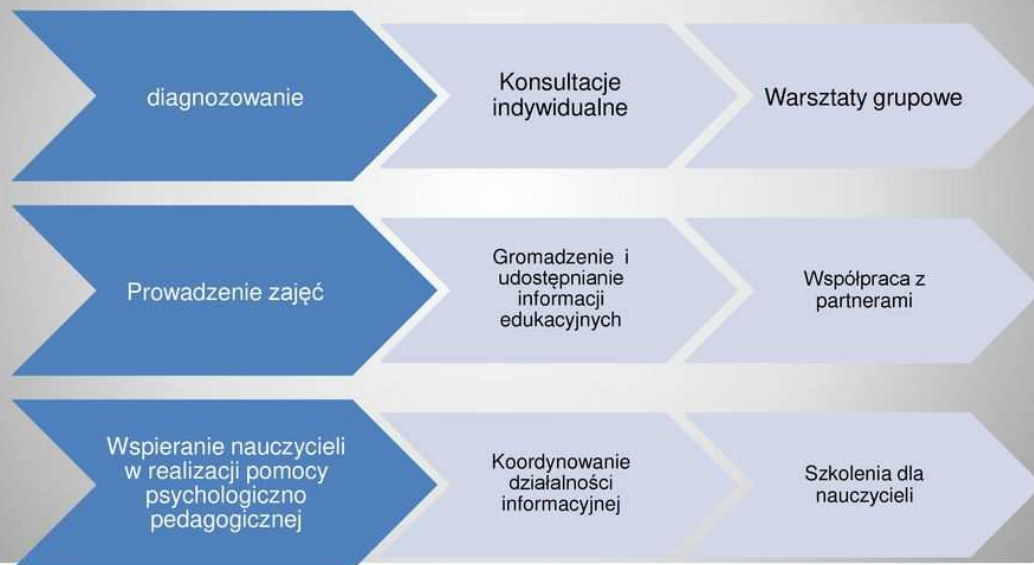 diagnozowanie
Konsultacje
indywidualne
Warsztaty grupowe
Prowadzenie zajęć
Gromadzenie i
udostępnianie
informacji
edukacyjnych
Współpraca z
partnerami
Wspieranie nauczycieli
w realizacji pomocy
psychologiczno
pedagogicznej
Koordynowanie
działalności
informacyjnej
Szkolenia dla
nauczycieli